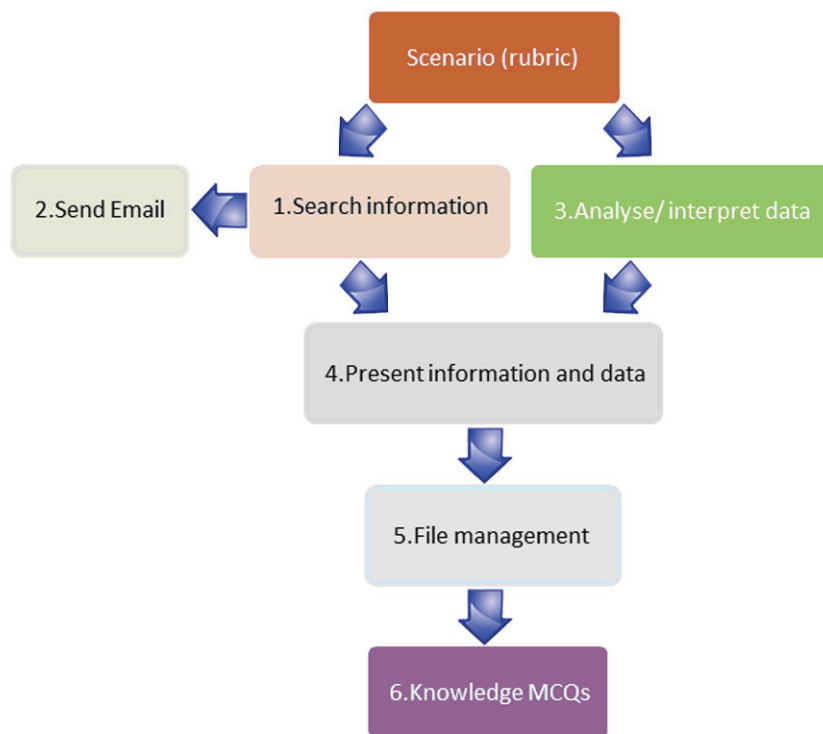 Scenario (rubric)
2.Send Email
1.Search information
3.Analyse/ interpret data
4.Present information and data
5.File management
6.Knowledge MCQs